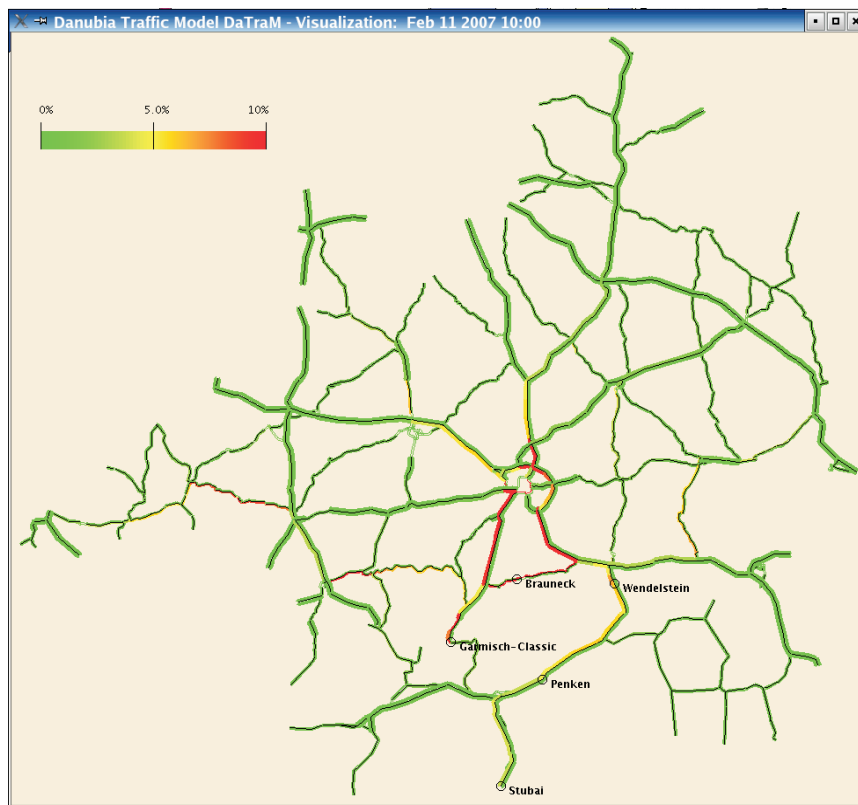 Danubia Traffic Model DaTraM - Visualization: Feb 11 2007 10:00
0% 5.0% 10%
Brauneck
Wendelstein
Garmisch-Classic
Penken
Stubai